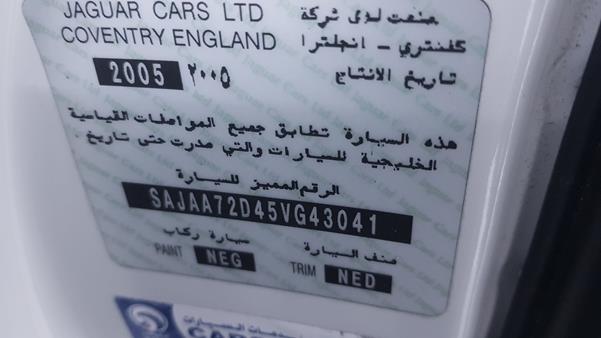 JAGUAR CARS LTD صنعت لدى شركة
COVENTRY ENGLAND كفنتري - انجلترا
2005 ٢٠٠٥ تاريخ الانتاج
هذه السيارة تطابق جميع المواصفات القياسية
الخليجية للسيارات والتي صدرت حتى تاريخ
الرقم المميز للسيارة
SAJAA72D45VG43041
سيارة ركاب صنف السيارة
PAINT NEG TRIM NED
خدمات السيارات